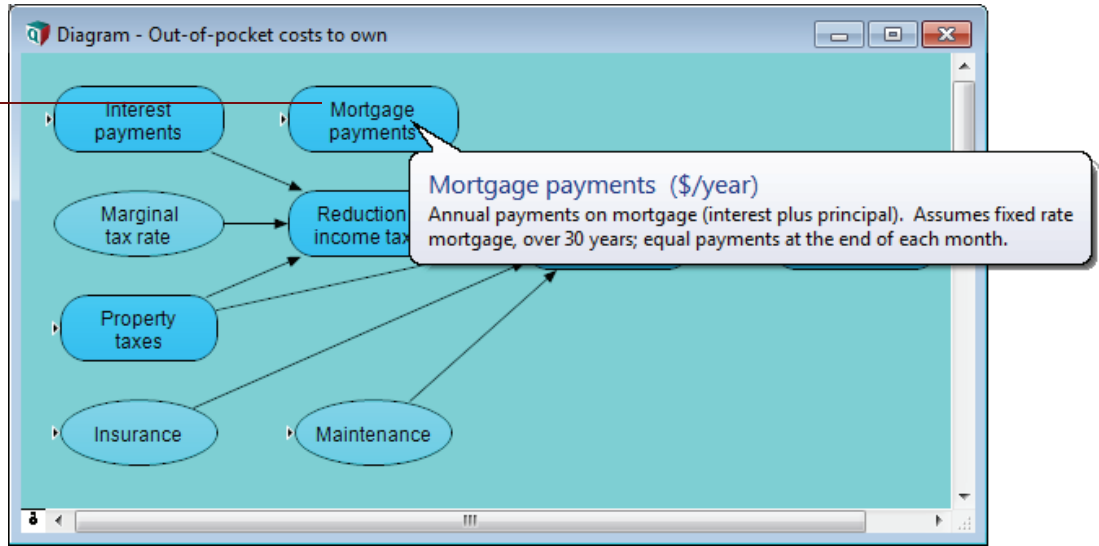 Diagram - Out-of-pocket costs to own
Interest
payments
Mortgage
payments
Mortgage payments  ($/year)
Annual payments on mortgage (interest plus principal).  Assumes fixed rate
mortgage, over 30 years; equal payments at the end of each month.
Marginal
tax rate
Reduction
income tax
Property
taxes
Insurance
Maintenance